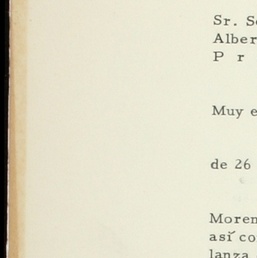 Sr. S
Alber
P r
Muy e
de 26
Moren
así co
lanza